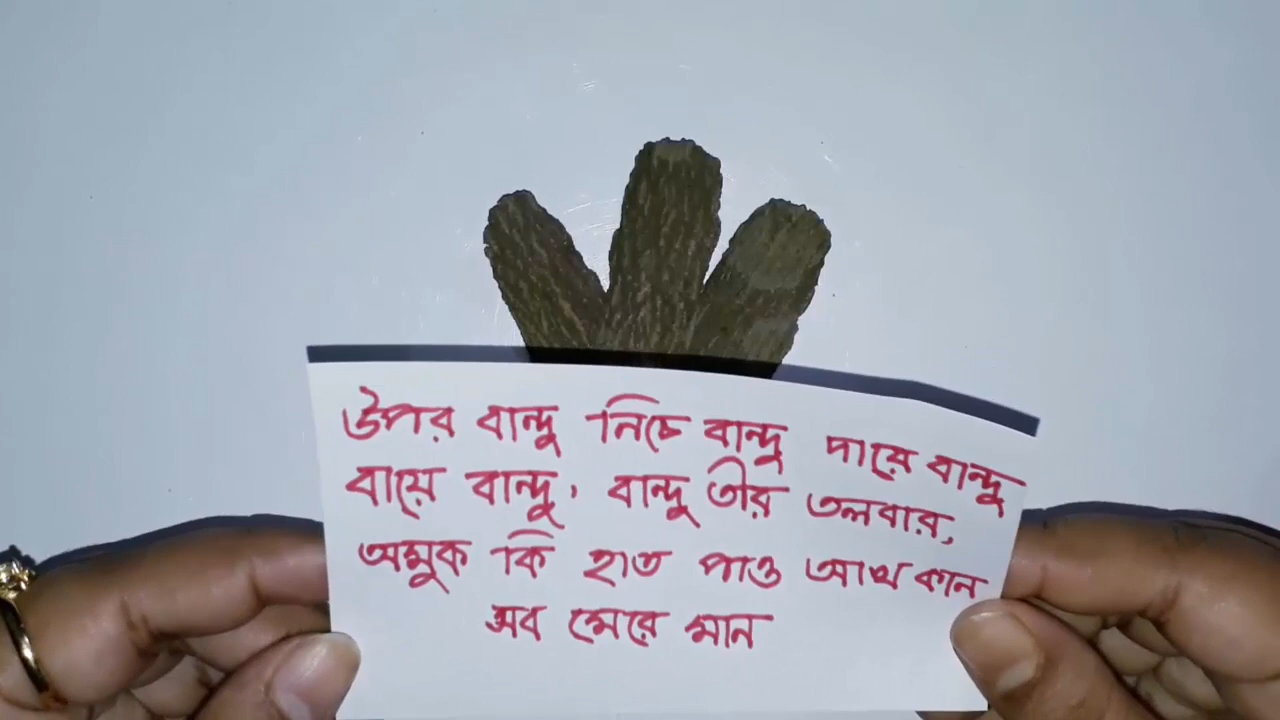 উপর বান্দু নিচে বান্দু দায়ে বান্দু
বায়ে বান্দু, বান্দু তীর তলবার,
অমুক কি হাত পাও আখ কান
সব মেরে মান